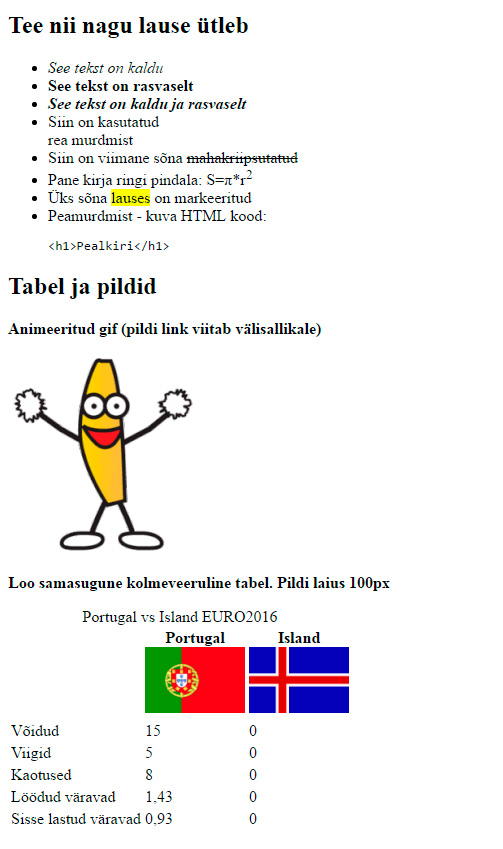 Tee nii nagu lause ütleb
See tekst on kaldu
See tekst on rasvaselt
See tekst on kaldu ja rasvaselt
Siin on kasutatud
rea murdmist
Siin on viimane sõna mahakriipsutatud
Pane kirja ringi pindala: S=π*r²
Üks sõna lauses on markeeritud
Peamurdmist - kuva HTML kood:
<h1>Pealkiri</h1>
Tabel ja pildid
Animeeritud gif (pildi link viitab välisallikale)
Loo samasugune kolmeveeruline tabel. Pildi laius 100px
Portugal vs Island EURO2016
Portugal Island
Võidud 15 0
Viigid 5 0
Kaotused 8 0
Löödud väravad 1,43 0
Sisse lastud väravad 0,93 0